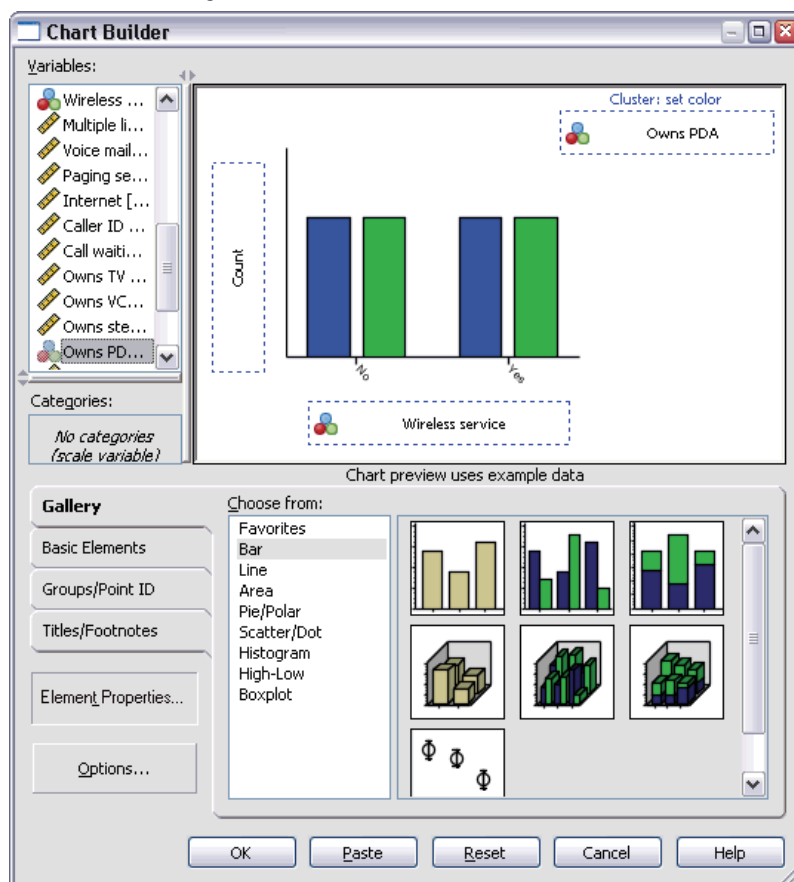 Chart Builder
Variables:
Wireless ...
Multiple li...
Voice mail...
Paging se...
Internet [...
Caller ID ...
Call waiti...
Owns TV ...
Owns VC...
Owns ste...
Owns PD...
Categories:
No categories
(scale variable)
Cluster: set color
Owns PDA
Count
No
Yes
Wireless service
Chart preview uses example data
Gallery
Basic Elements
Groups/Point ID
Titles/Footnotes
Element Properties...
Options...
Choose from:
Favorites
Bar
Line
Area
Pie/Polar
Scatter/Dot
Histogram
High-Low
Boxplot
OK
Paste
Reset
Cancel
Help